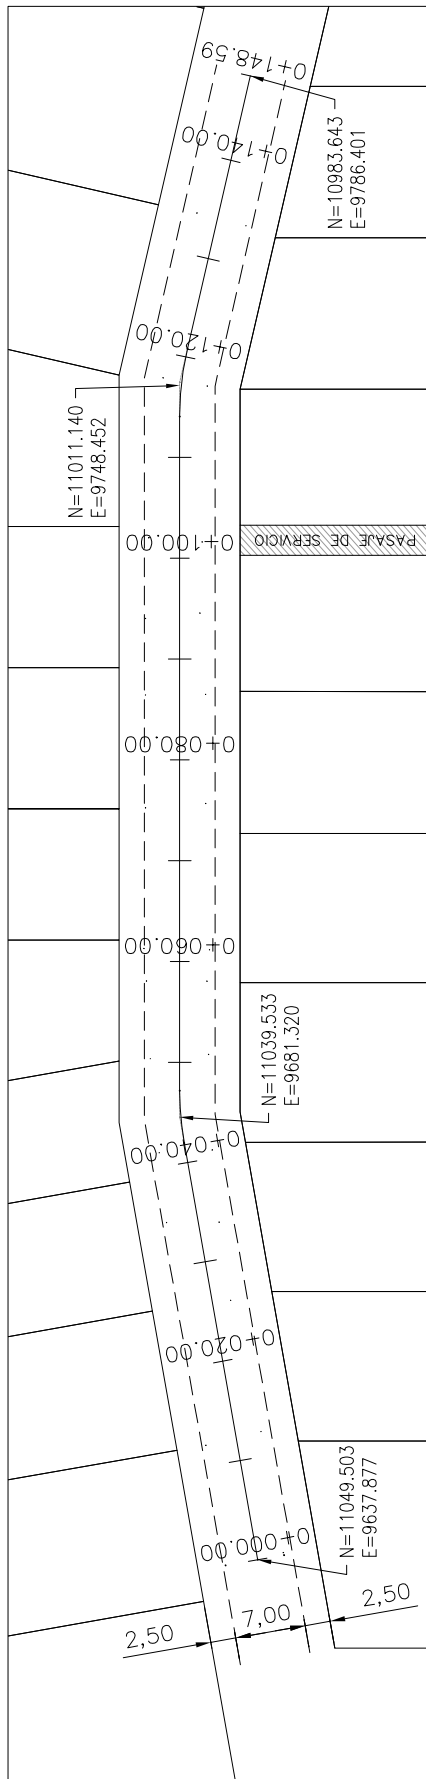 0+148.59
0+140.00
N=10983.643
E=9786.401
0+120.00
N=11011.140
E=9748.452
0+100.00
PASAJE DE SERVICIO
0+080.00
0+060.00
N=11039.533
E=9681.320
0+040.00
0+020.00
0+000.00
N=11049.503
E=9637.877
2,50
7,00
2,50